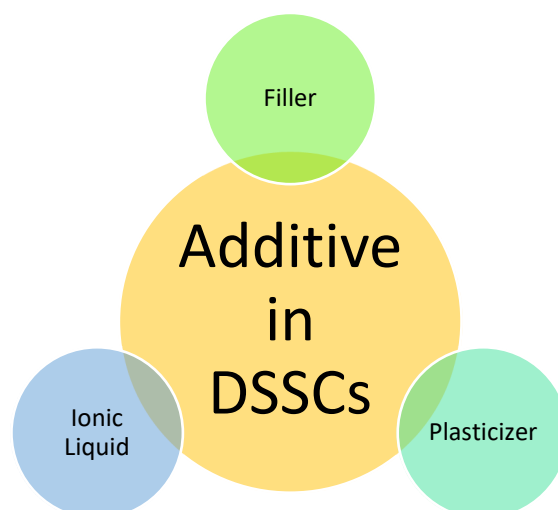 Filler
Additive
in
DSSCs
Ionic
Liquid
Plasticizer